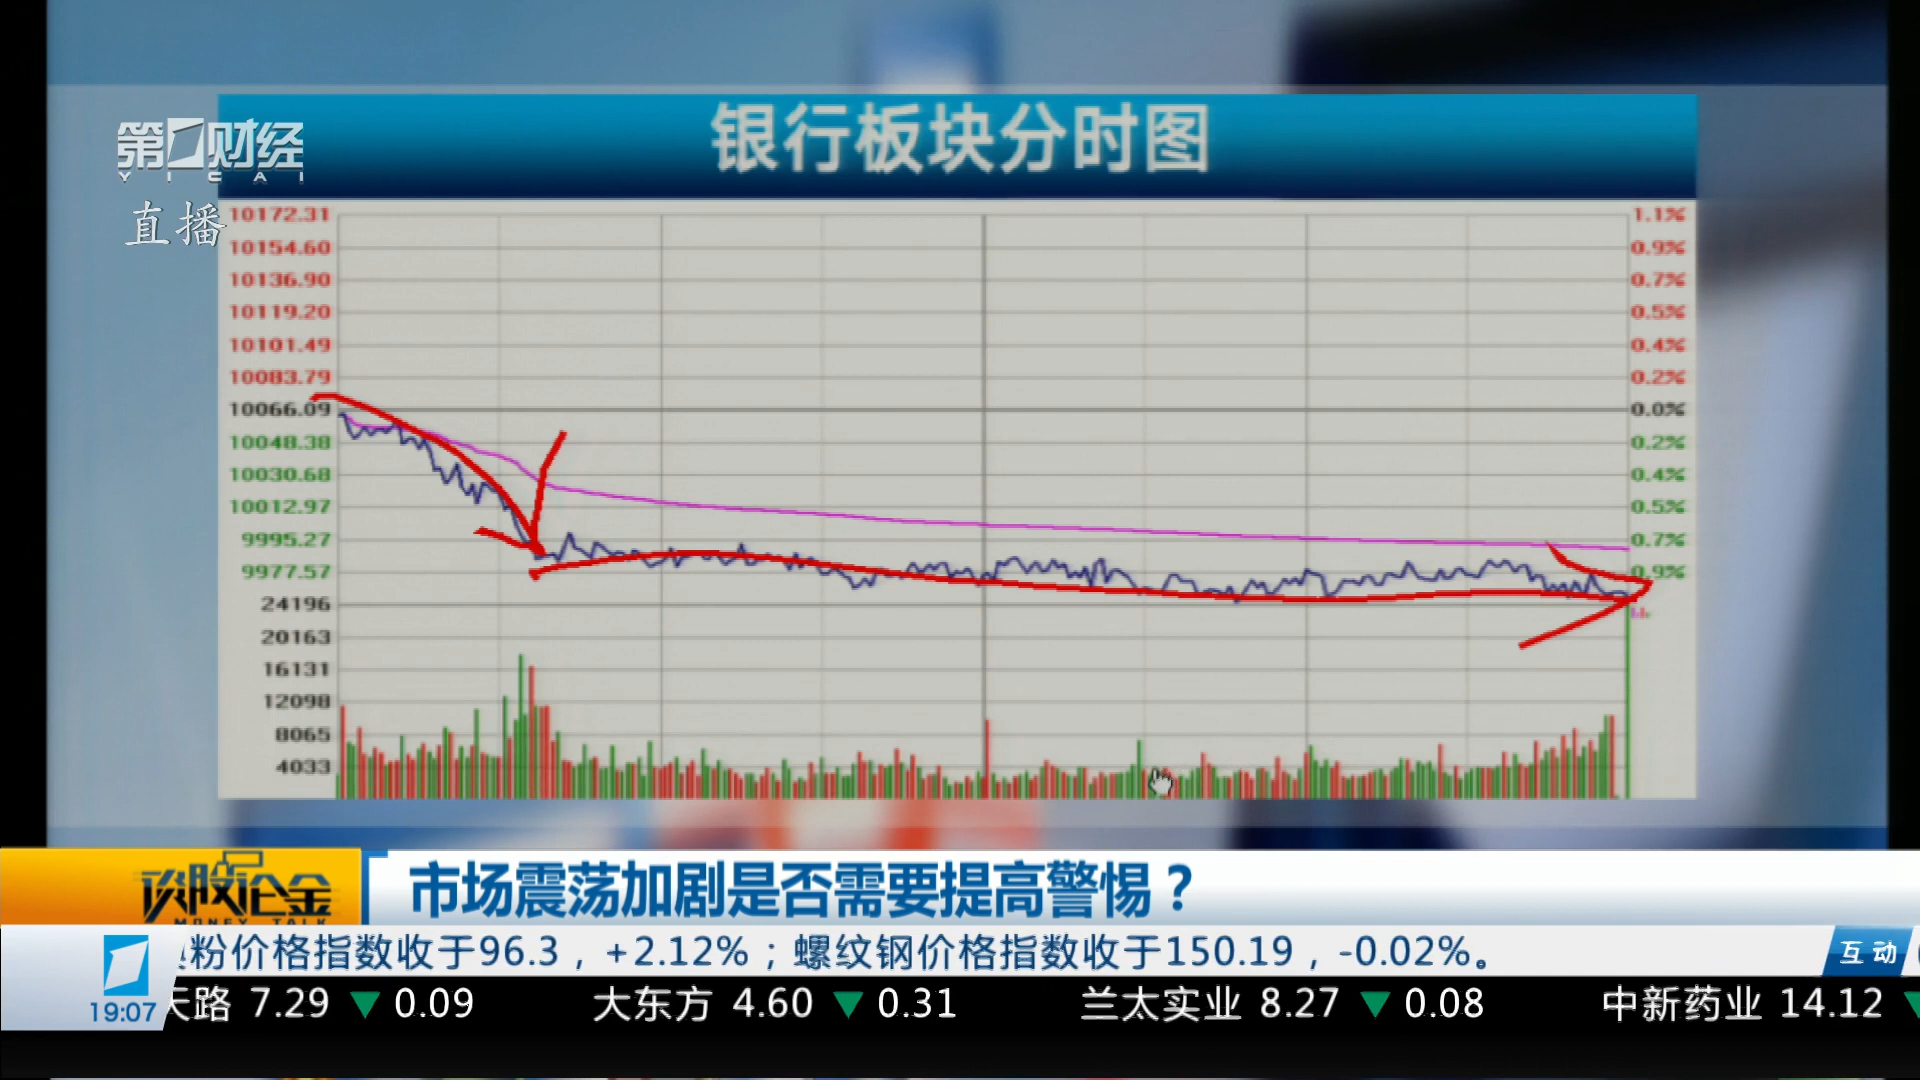 银行板块分时图
第1财经
YICAI
直播
10172.31 1.1%
10154.60 0.9%
10136.90 0.7%
10119.20 0.5%
10101.49 0.4%
10083.79 0.2%
10066.09 0.0%
10048.38 0.2%
10030.68 0.4%
10012.97 0.5%
9995.27 0.7%
9977.57 0.9%
24196
20163
16131
12098
8065
4033
谈股论金
MONEY TALK
市场震荡加剧是否需要提高警惕？
粉价格指数收于96.3，+2.12%；螺纹钢价格指数收于150.19，-0.02%。
互动
19:07
天路 7.29 ▼ 0.09 大东方 4.60 ▼ 0.31 兰太实业 8.27 ▼ 0.08 中新药业 14.12 ▼